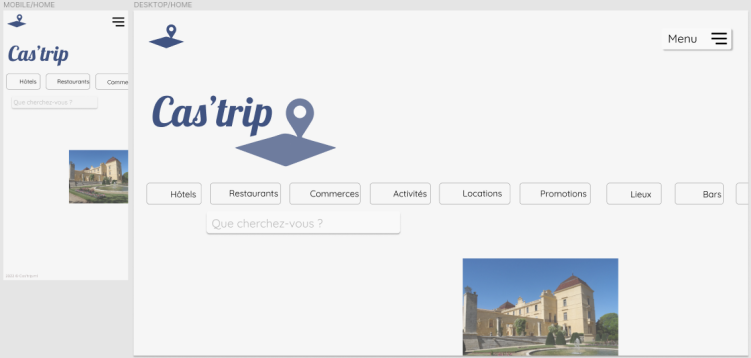 MOBILE/HOME
Cas'trip
Hôtels Restaurants Comme
Que cherchez-vous ?
DESKTOP/HOME
Menu
Cas'trip
Hôtels Restaurants Commerces Activités Locations Promotions Lieux Bars
Que cherchez-vous ?